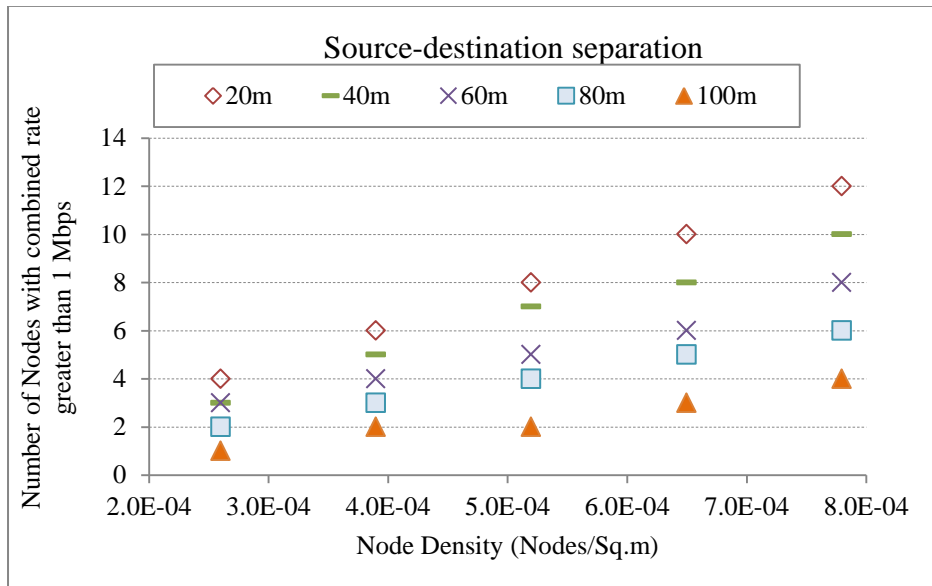 Source-destination separation
20m 40m 60m 80m 100m
Number of Nodes with combined rate
greater than 1 Mbps
14
12
10
8
6
4
2
0
2.0E-04 3.0E-04 4.0E-04 5.0E-04 6.0E-04 7.0E-04 8.0E-04
Node Density (Nodes/Sq.m)